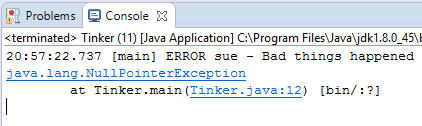 Problems Console
<terminated> Tinker (11) [Java Application] C:\Program Files\Java\jdk1.8.0_45\b
20:57:22.737 [main] ERROR sue - Bad things happened
java.lang.NullPointerException
at Tinker.main(Tinker.java:12) [bin/:?]